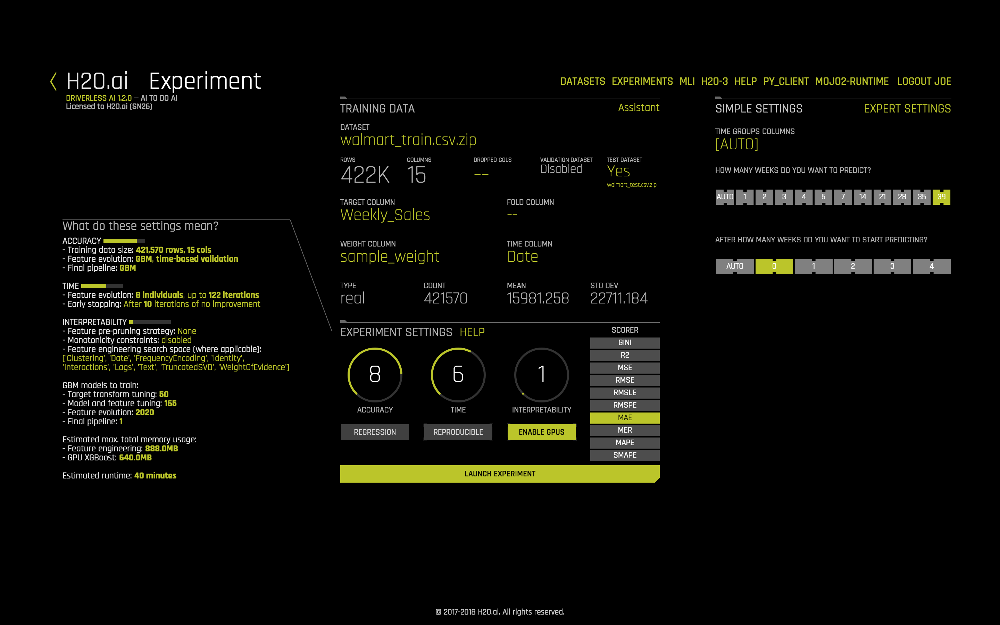 H2O.ai Experiment
DRIVERLESS AI 1.2.0 – AI TO DO AI
Licensed to H2O.ai (SN26)
DATASETS EXPERIMENTS MLI H2O-3 HELP PY_CLIENT MOJO2-RUNTIME LOGOUT JOE
What do these settings mean?
ACCURACY
- Training data size: 421,570 rows, 15 cols
- Feature evolution: GBM, time-based validation
- Final pipeline: GBM
TIME
- Feature evolution: 8 individuals, up to 122 iterations
- Early stopping: After 10 iterations of no improvement
INTERPRETABILITY
- Feature pre-pruning strategy: None
- Monotonicity constraints: disabled
- Feature engineering search space (where applicable):
['Clustering', 'Date', 'FrequencyEncoding', 'Identity',
'Interactions', 'Lags', 'Text', 'TruncatedSVD', 'WeightOfEvidence']
GBM models to train:
- Target transform tuning: 50
- Model and feature tuning: 165
- Feature evolution: 2020
- Final pipeline: 1
Estimated max. total memory usage:
- Feature engineering: 888.0MB
- GPU XGBoost: 640.0MB
Estimated runtime: 40 minutes
TRAINING DATA Assistant
DATASET
walmart_train.csv.zip
ROWS COLUMNS DROPPED COLS VALIDATION DATASET TEST DATASET
422K 15 -- Disabled Yes
walmart_test.csv.zip
TARGET COLUMN FOLD COLUMN
Weekly_Sales --
WEIGHT COLUMN TIME COLUMN
sample_weight Date
TYPE COUNT MEAN STD DEV
real 421570 15981.258 22711.184
EXPERIMENT SETTINGS HELP
8 6 1
ACCURACY TIME INTERPRETABILITY
REGRESSION REPRODUCIBLE ENABLE GPUS
SCORER
GINI
R2
MSE
RMSE
RMSLE
RMSPE
MAE
MER
MAPE
SMAPE
LAUNCH EXPERIMENT
SIMPLE SETTINGS EXPERT SETTINGS
TIME GROUPS COLUMNS
[AUTO]
HOW MANY WEEKS DO YOU WANT TO PREDICT?
AUTO 1 2 3 4 5 7 14 21 28 35 39
AFTER HOW MANY WEEKS DO YOU WANT TO START PREDICTING?
AUTO 0 1 2 3 4
© 2017-2018 H2O.ai. All rights reserved.